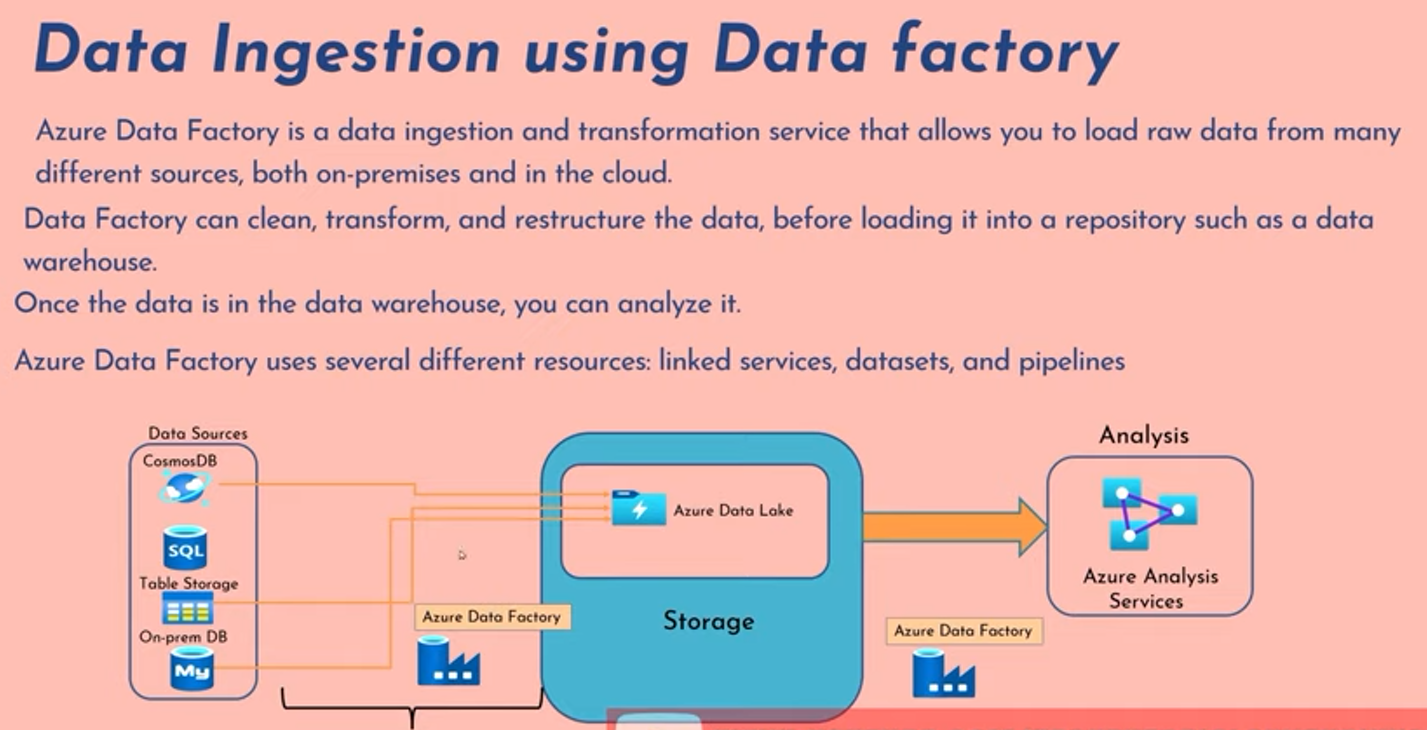 Data Ingestion using Data factory
Azure Data Factory is a data ingestion and transformation service that allows you to load raw data from many
different sources, both on-premises and in the cloud.
Data Factory can clean, transform, and restructure the data, before loading it into a repository such as a data
warehouse.
Once the data is in the data warehouse, you can analyze it.
Azure Data Factory uses several different resources: linked services, datasets, and pipelines
Data Sources
CosmosDB
SQL
Table Storage
On-prem DB
My
Azure Data Factory
Azure Data Lake
Storage
Azure Data Factory
Analysis
Azure Analysis
Services